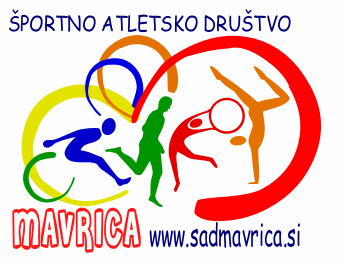 ŠPORTNO ATLETSKO DRUŠTVO
MAVRICA www.sadmavrica.si